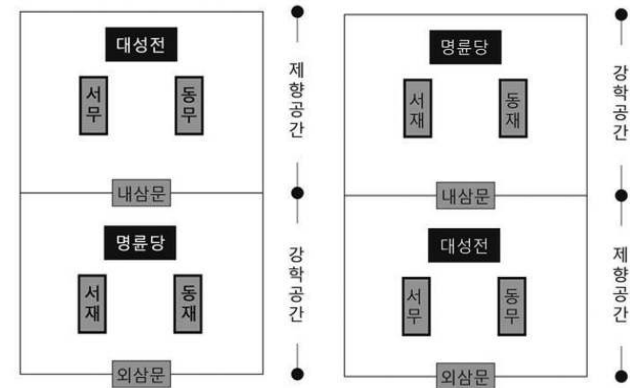 대성전
서무
동무
제향공간
내삼문
명륜당
서재
동재
강학공간
외삼문
명륜당
서재
동재
강학공간
내삼문
대성전
서무
동무
제향공간
외삼문